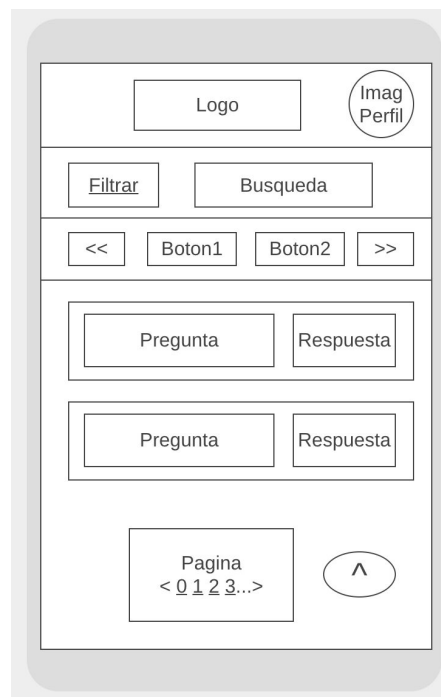 Logo
Imag
Perfil
Filtrar
Busqueda
<<
Boton1
Boton2
>>
Pregunta
Respuesta
Pregunta
Respuesta
Pagina
< 0 1 2 3...>
^